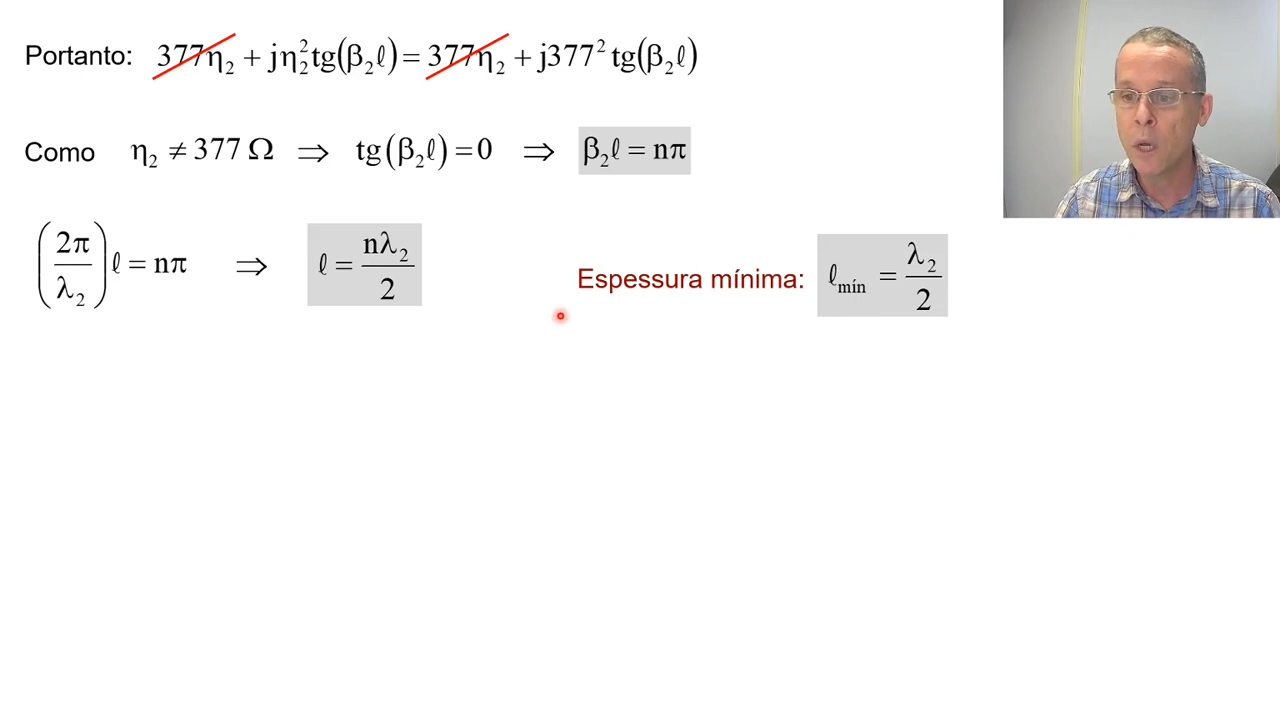 Portanto: 377η₂ + jη₂²tg(β₂ℓ) = 377η₂ + j377² tg(β₂ℓ)
Como η₂ ≠ 377 Ω ⇒ tg(β₂ℓ) = 0 ⇒ β₂ℓ = nπ
(2π/λ₂)ℓ = nπ ⇒ ℓ = nλ₂/2 Espessura mínima: ℓmín = λ₂/2